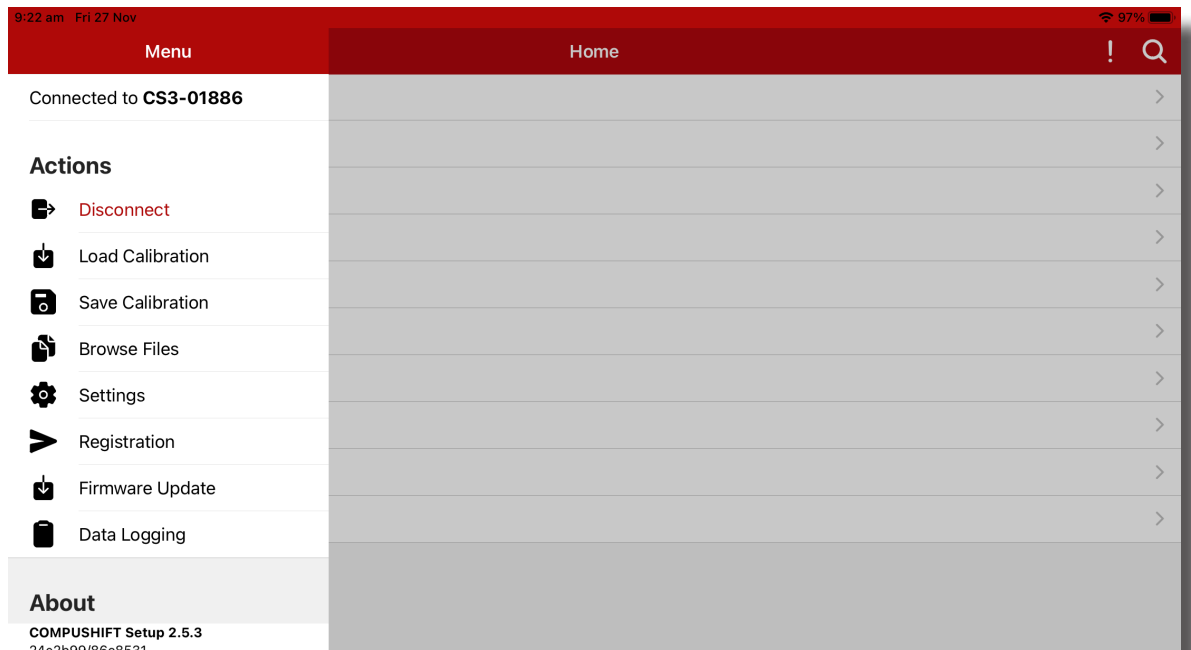 9:22 am Fri 27 Nov 97%
Menu
Home
Connected to CS3-01886
Actions
Disconnect
Load Calibration
Save Calibration
Browse Files
Settings
Registration
Firmware Update
Data Logging
About
COMPUSHIFT Setup 2.5.3